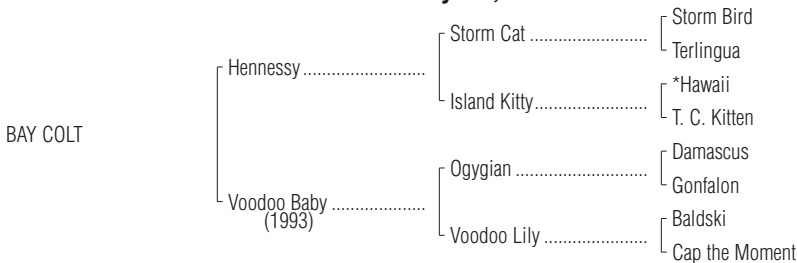 Storm Bird
Storm Cat ........................
Terlingua
Hennessy..........................
*Hawaii
Island Kitty........................
T. C. Kitten
BAY COLT
Damascus
Ogygian ............................
Gonfalon
Voodoo Baby ....................
(1993)
Baldski
Voodoo Lily ......................
Cap the Moment